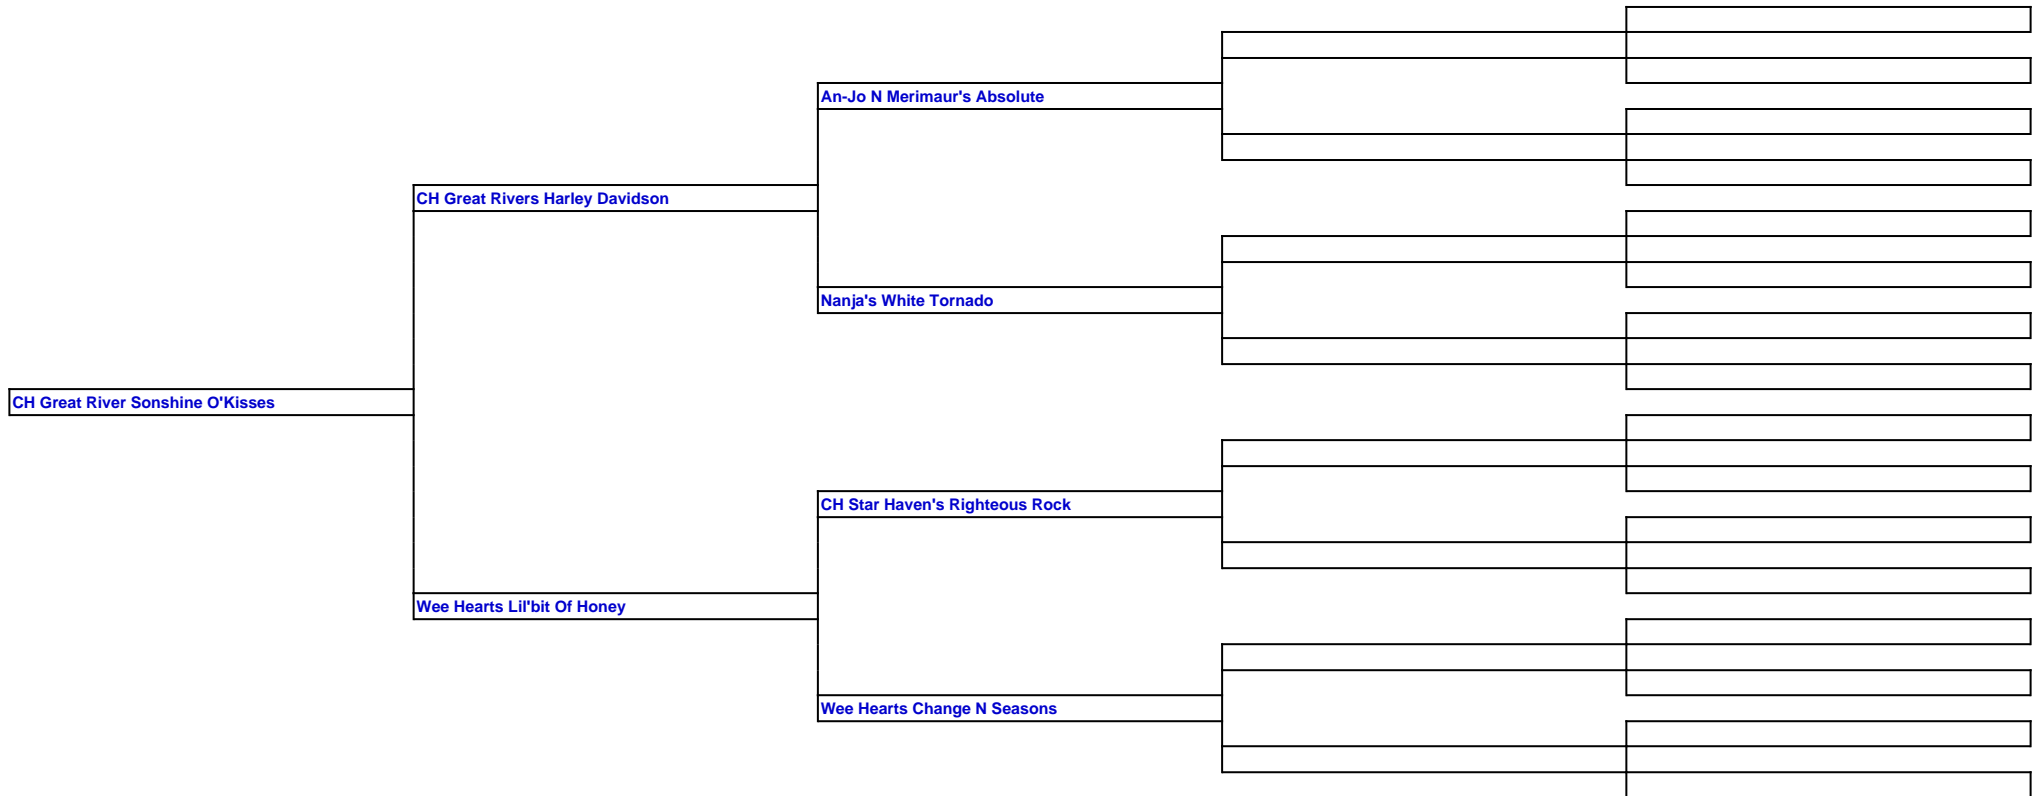 An-Jo N Merimaur's Absolute
CH Great Rivers Harley Davidson
Nanja's White Tornado
CH Great River Sonshine O'Kisses
CH Star Haven's Righteous Rock
Wee Hearts Lil'bit Of Honey
Wee Hearts Change N Seasons